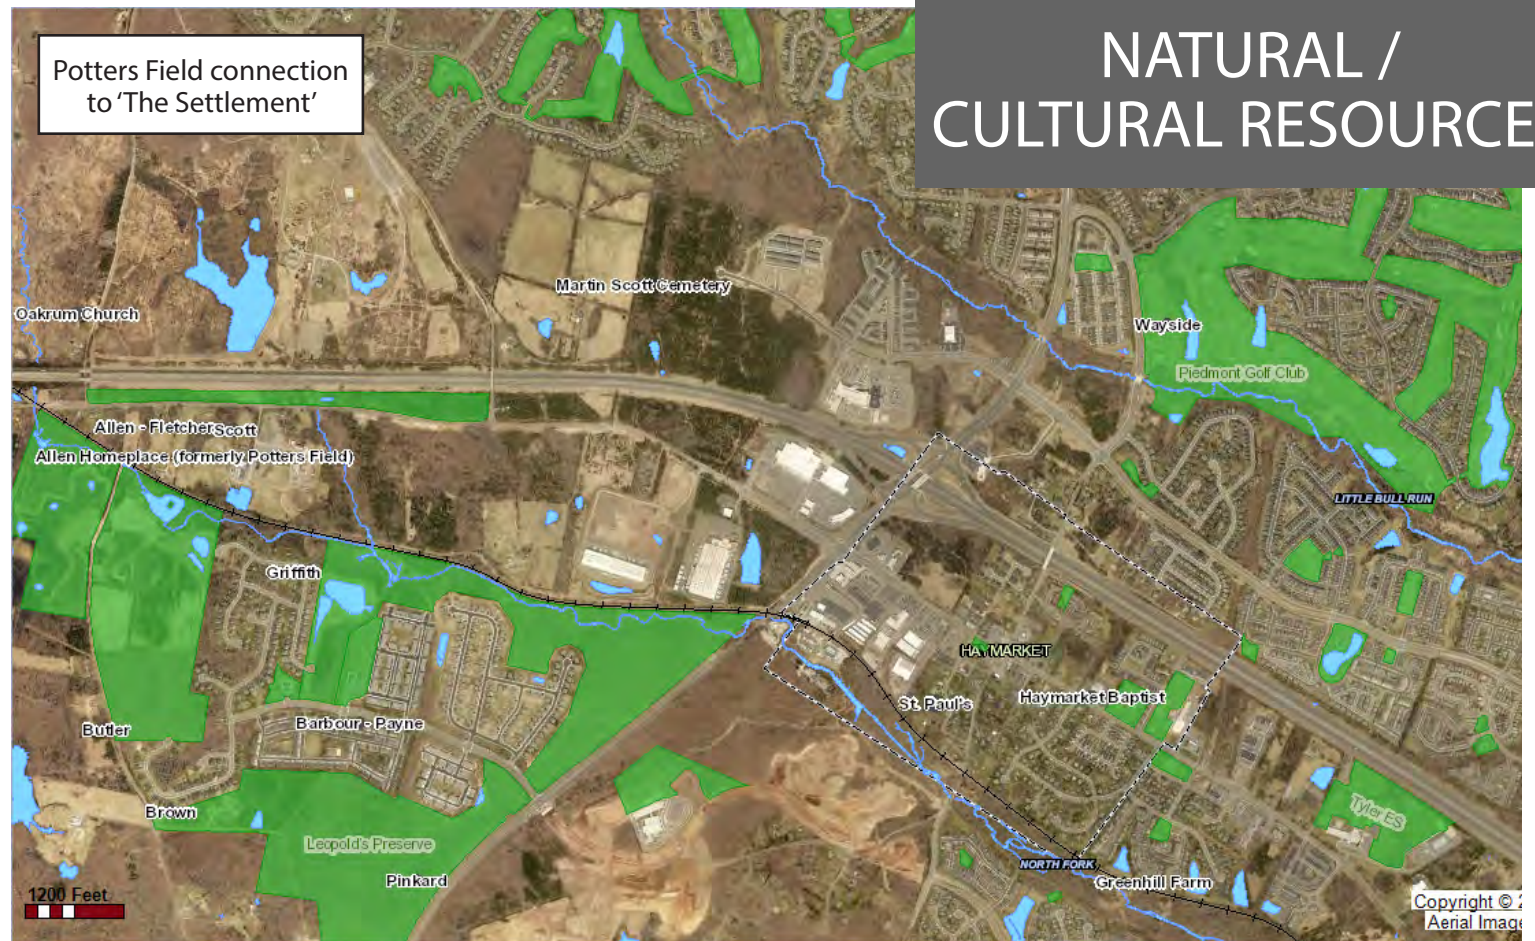 Potters Field connection
to ‘The Settlement’
NATURAL /
CULTURAL RESOURCE
Martin Scott Cemetery
Oakrum Church
Wayside
Piedmont Golf Club
Allen - Fletcher
Scott
Allen Homeplace (formerly Potters Field)
LITTLE BULL RUN
Griffith
HAYMARKET
St. Paul's
Haymarket Baptist
Butler
Barbour - Payne
Brown
Tyler ES
Leopold's Preserve
Pinkard
NORTH FORK
Greenhill Farm
1200 Feet
Copyright © 2
Aerial Image